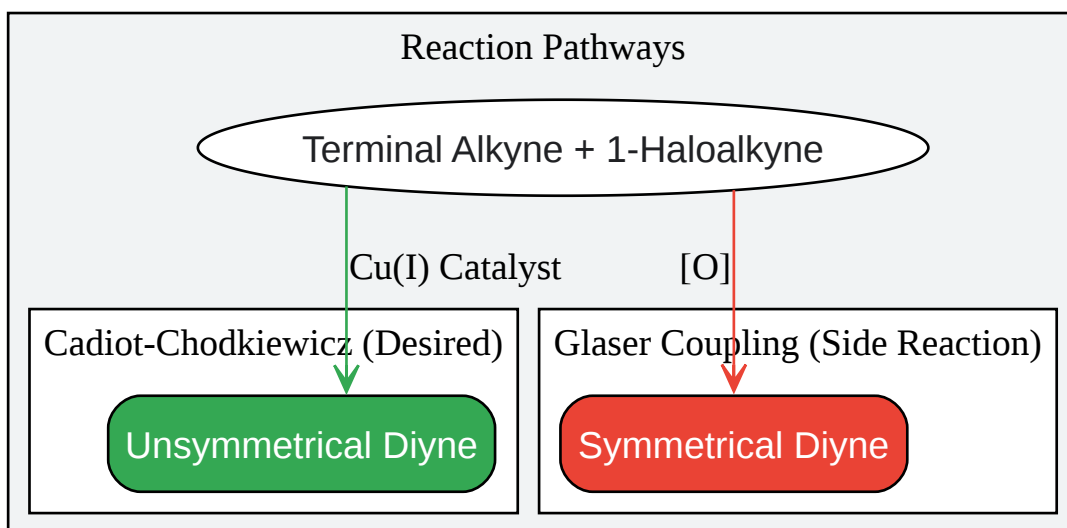 Reaction Pathways
Terminal Alkyne + 1-Haloalkyne
Cu(I) Catalyst
[O]
Cadiot-Chodkiewicz (Desired)
Glaser Coupling (Side Reaction)
Unsymmetrical Diyne
Symmetrical Diyne